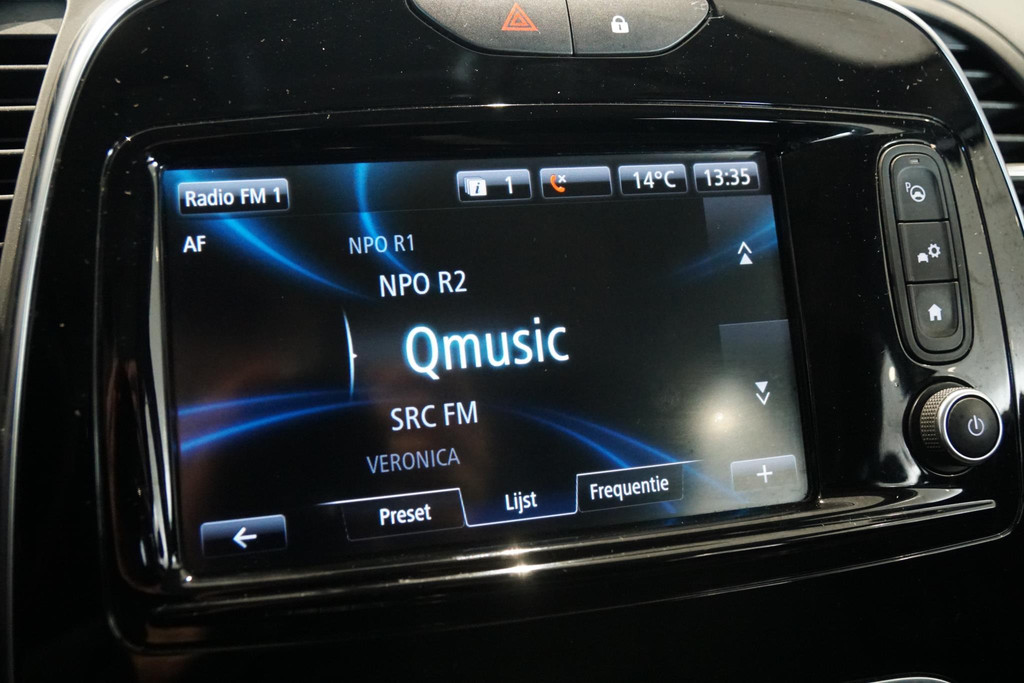 Radio FM 1
i 1
14°C
13:35
AF
NPO R1
NPO R2
Qmusic
SRC FM
VERONICA
Preset
Lijst
Frequentie
+
P